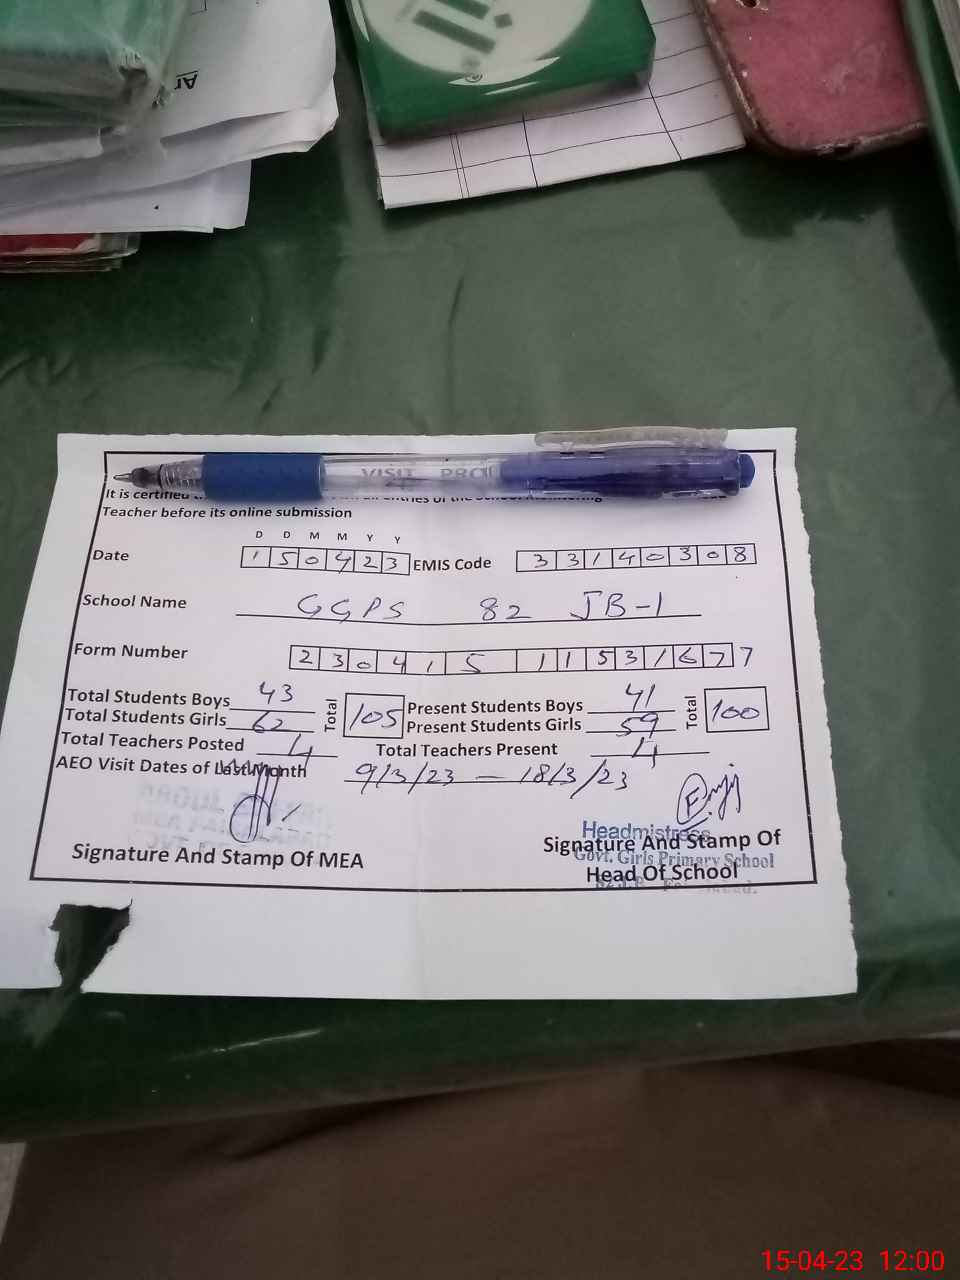 VISIT PRO
It is certified
Teacher before its online submission
D D M M Y Y
Date 1 5 0 4 2 3 EMIS Code 3 3 1 4 0 3 0 8
School Name GGPS 82 JB-1
Form Number 2 3 0 4 1 5 1 1 5 3 1 6 7 7
Total Students Boys 43 Total 105 Present Students Boys 41 Total 100
Total Students Girls 62 Present Students Girls 59
Total Teachers Posted 4 Total Teachers Present 4
AEO Visit Dates of Last Month 9/3/23 — 18/3/23
Headmistress
Signature And Stamp Of MEA Signature And Stamp Of
Govt. Girls Primary School
Head Of School
15-04-23 12:00